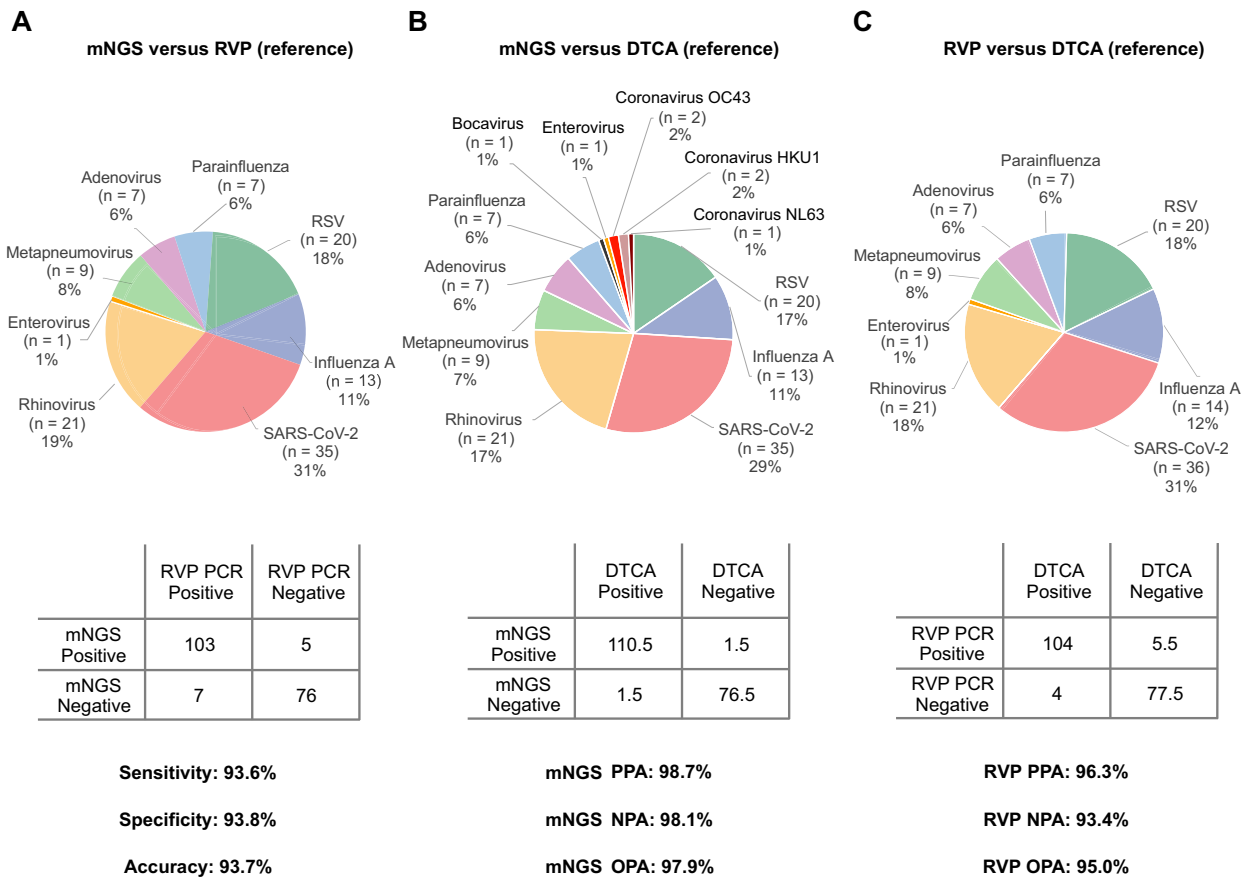 A
mNGS versus RVP (reference)
Parainfluenza
(n = 7)
6%
Adenovirus
(n = 7)
6%
RSV
(n = 20)
18%
Metapneumovirus
(n = 9)
8%
Enterovirus
(n = 1)
1%
Influenza A
(n = 13)
11%
Rhinovirus
(n = 21)
19%
SARS-CoV-2
(n = 35)
31%
RVP PCR
Positive
RVP PCR
Negative
mNGS
Positive
103
5
mNGS
Negative
7
76
Sensitivity: 93.6%
Specificity: 93.8%
Accuracy: 93.7%
B
mNGS versus DTCA (reference)
Coronavirus OC43
(n = 2)
2%
Bocavirus
(n = 1)
1%
Enterovirus
(n = 1)
1%
Coronavirus HKU1
(n = 2)
2%
Parainfluenza
(n = 7)
6%
Coronavirus NL63
(n = 1)
1%
Adenovirus
(n = 7)
6%
RSV
(n = 20)
17%
Metapneumovirus
(n = 9)
7%
Influenza A
(n = 13)
11%
Rhinovirus
(n = 21)
17%
SARS-CoV-2
(n = 35)
29%
DTCA
Positive
DTCA
Negative
mNGS
Positive
110.5
1.5
mNGS
Negative
1.5
76.5
mNGS PPA: 98.7%
mNGS NPA: 98.1%
mNGS OPA: 97.9%
C
RVP versus DTCA (reference)
Parainfluenza
(n = 7)
6%
Adenovirus
(n = 7)
6%
RSV
(n = 20)
18%
Metapneumovirus
(n = 9)
8%
Enterovirus
(n = 1)
1%
Influenza A
(n = 14)
12%
Rhinovirus
(n = 21)
18%
SARS-CoV-2
(n = 36)
31%
DTCA
Positive
DTCA
Negative
RVP PCR
Positive
104
5.5
RVP PCR
Negative
4
77.5
RVP PPA: 96.3%
RVP NPA: 93.4%
RVP OPA: 95.0%